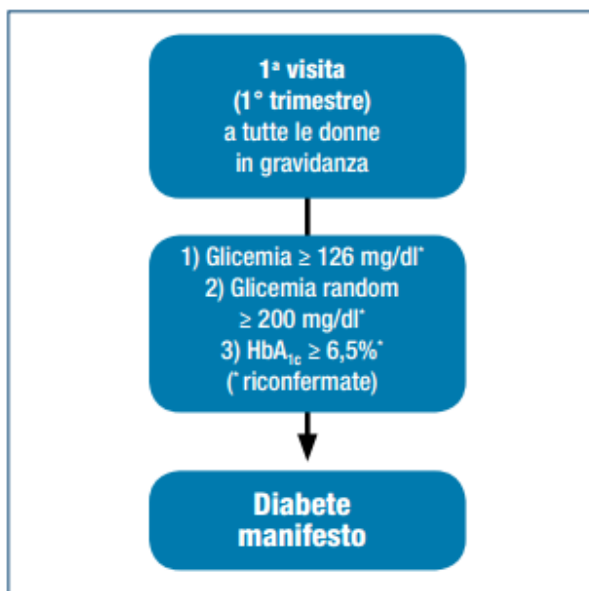 1ª visita
(1° trimestre)
a tutte le donne
in gravidanza
1) Glicemia ≥ 126 mg/dl*
2) Glicemia random
≥ 200 mg/dl*
3) HbA1c ≥ 6,5%*
(* riconfermate)
Diabete
manifesto